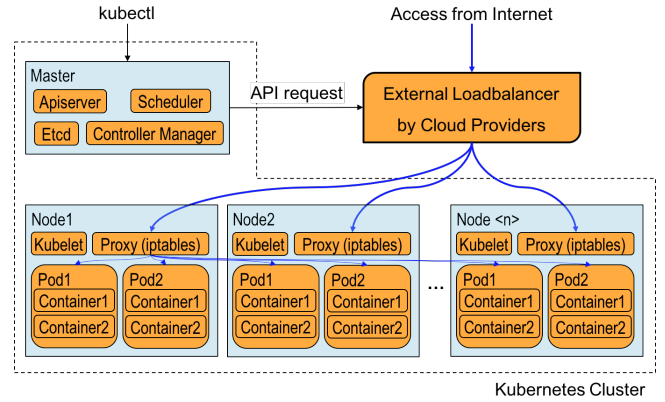 kubectl
Access from Internet
Master
Apiserver
Scheduler
Etcd
Controller Manager
API request
External Loadbalancer
by Cloud Providers
Node1
Kubelet
Proxy (iptables)
Pod1
Container1
Container2
Pod2
Container1
Container2
Node2
Kubelet
Proxy (iptables)
Pod1
Container1
Container2
Pod2
Container1
Container2
...
Node <n>
Kubelet
Proxy (iptables)
Pod1
Container1
Container2
Pod2
Container1
Container2
Kubernetes Cluster